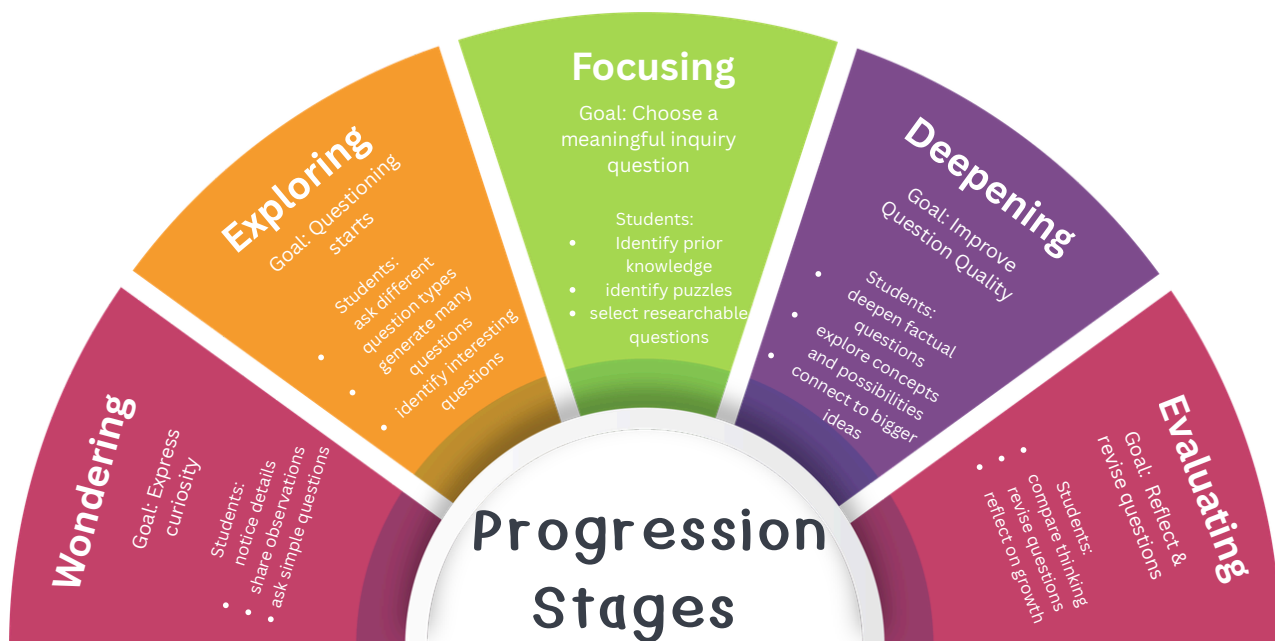 Wondering
Goal: Express
curiosity
Students:
• notice details
• share observations
• ask simple questions
Exploring
Goal: Questioning
starts
Students:
• ask different
question types
• generate many
questions
• identify interesting
questions
Focusing
Goal: Choose a
meaningful inquiry
question
Students:
• Identify prior
knowledge
• identify puzzles
• select researchable
questions
Deepening
Goal: Improve
Question Quality
Students:
• deepen factual
questions
• explore concepts
and possibilities
• connect to bigger
ideas
Evaluating
Goal: Reflect &
revise questions
Students:
• compare thinking
• revise questions
• reflect on growth
Progression
Stages